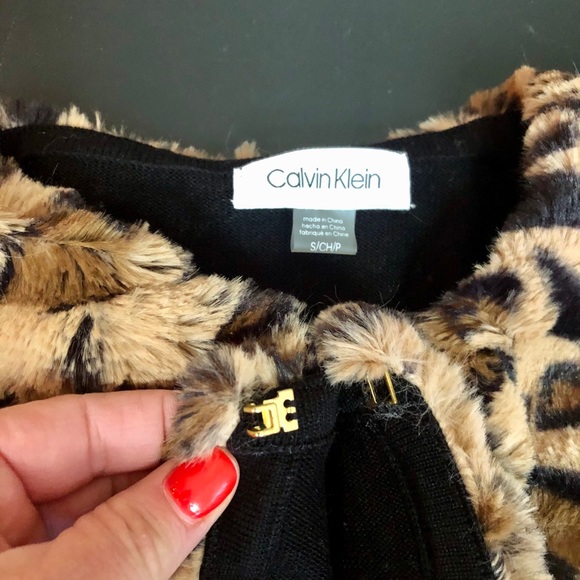 Calvin Klein
made in China
hecho en China
fabriqué en Chine
S/CH/P